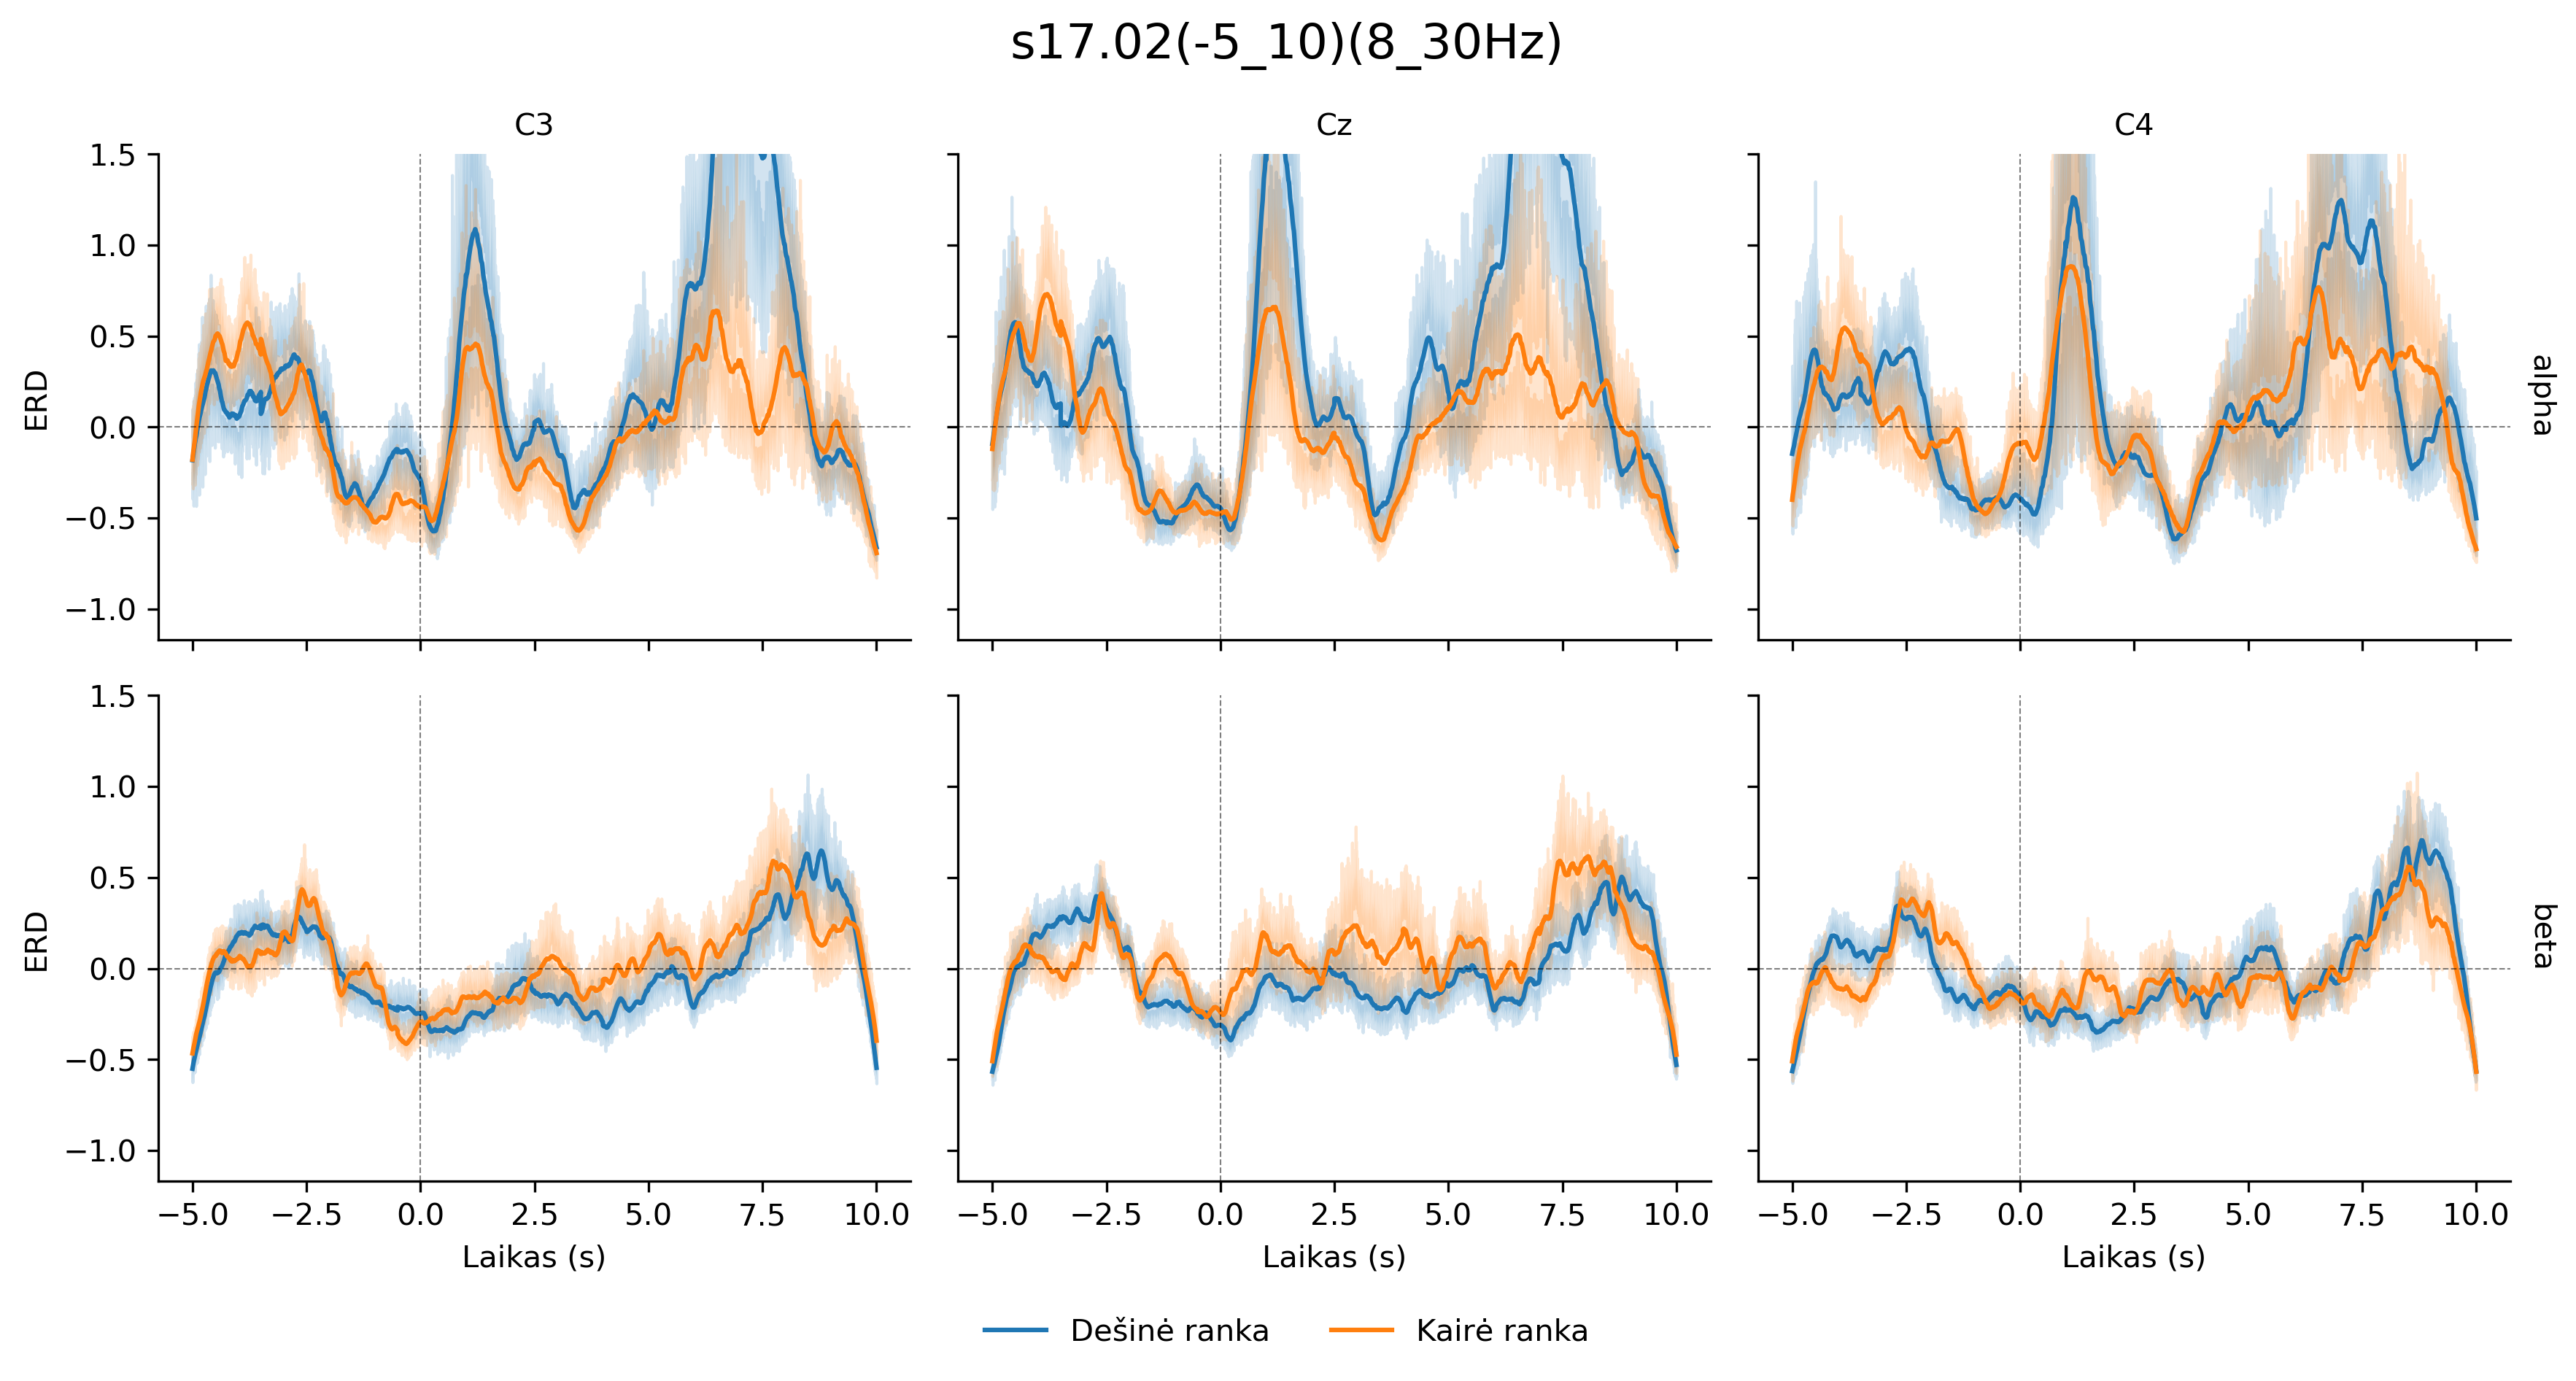 s17.02(-5_10)(8_30Hz)
C3 Cz C4
1.5
1.0
0.5
0.0
−0.5
−1.0
ERD
alpha
1.5
1.0
0.5
0.0
−0.5
−1.0
ERD
beta
−5.0 −2.5 0.0 2.5 5.0 7.5 10.0 −5.0 −2.5 0.0 2.5 5.0 7.5 10.0 −5.0 −2.5 0.0 2.5 5.0 7.5 10.0
Laikas (s) Laikas (s) Laikas (s)
Dešinė ranka Kairė ranka